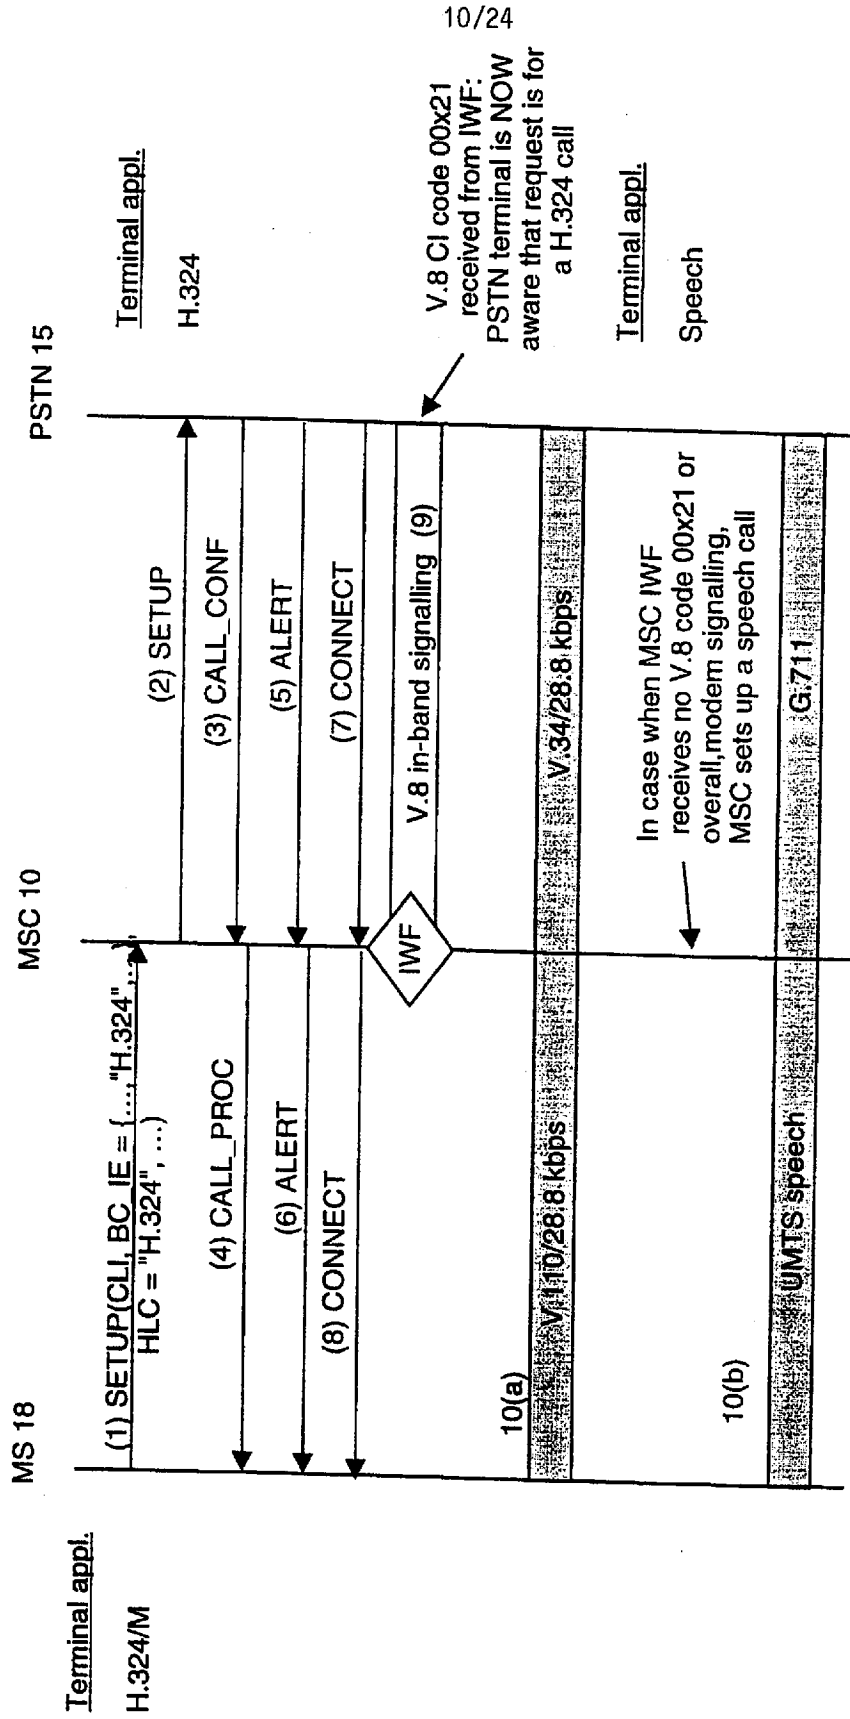 10/24
MS 18
MSC 10
PSTN 15
Terminal appl.
H.324/M
Terminal appl.
H.324
(1) SETUP(CLI, BC_IE = {...., "H.324",..},
HLC = "H.324", ...)
(2) SETUP
(3) CALL_CONF
(4) CALL_PROC
(5) ALERT
(6) ALERT
(7) CONNECT
(8) CONNECT
IWF
V.8 in-band signalling (9)
V.8 CI code 00x21
received from IWF:
PSTN terminal is NOW
aware that request is for
a H.324 call
10(a)
V.110/28.8 kbps
V.34/28.8 kbps
In case when MSC IWF
receives no V.8 code 00x21 or
overall,modem signalling,
MSC sets up a speech call
Terminal appl.
Speech
10(b)
UMTS speech
G.711